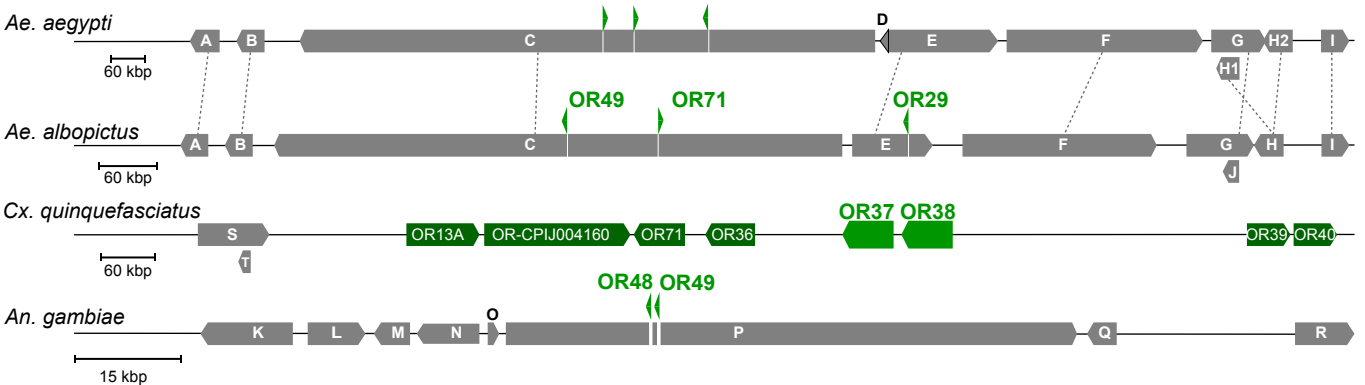 Ae. aegypti
A B C D E F G H2 I
H1
60 kbp
OR49 OR71 OR29
Ae. albopictus
A B C E F G H I
J
60 kbp
Cx. quinquefasciatus
OR37 OR38
S OR13A OR-CPIJ004160 OR71 OR36 OR39 OR40
T
60 kbp
OR48 OR49
An. gambiae
O
K L M N P Q R
15 kbp